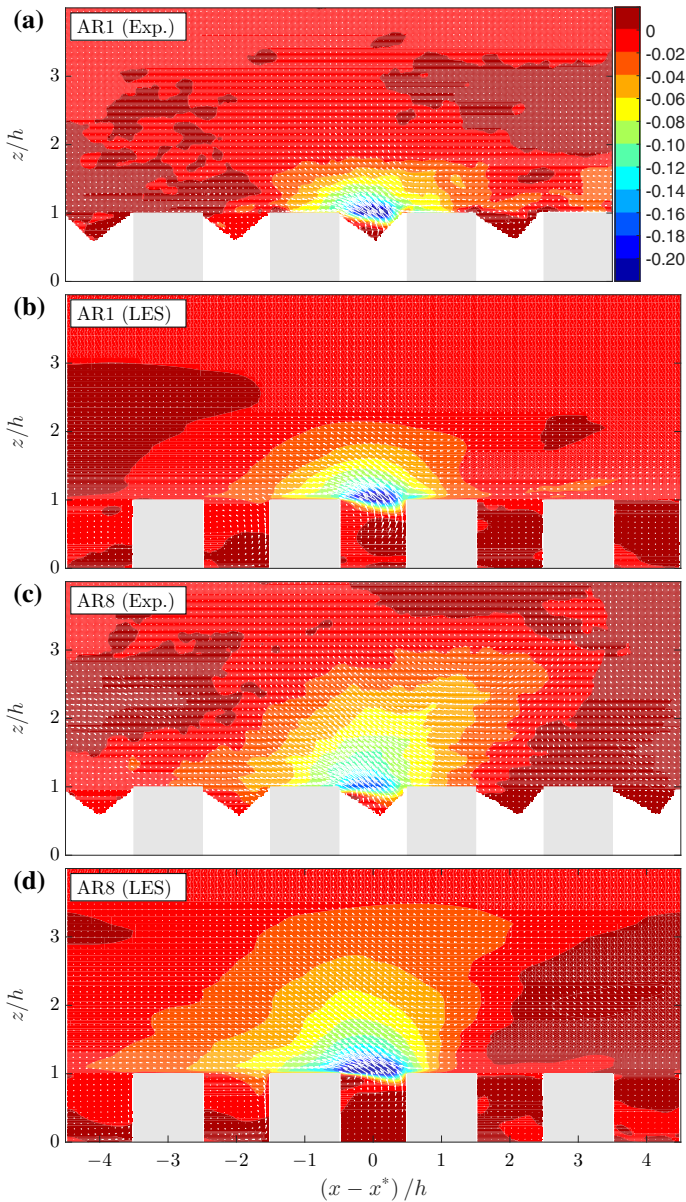 (a)
AR1 (Exp.)
z/h
3
2
1
0
0
-0.02
-0.04
-0.06
-0.08
-0.10
-0.12
-0.14
-0.16
-0.18
-0.20
(b)
AR1 (LES)
z/h
3
2
1
0
(c)
AR8 (Exp.)
z/h
3
2
1
0
(d)
AR8 (LES)
z/h
3
2
1
0
−4 −3 −2 −1 0 1 2 3 4
(x − x*) /h